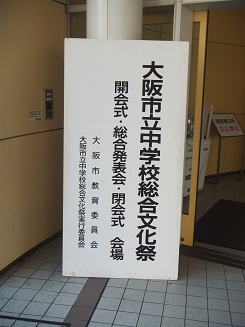 大阪市立中学校総合文化祭
開会式・総合発表会・閉会式　会場
大阪市教育委員会
大阪市立中学校総合文化祭実行委員会